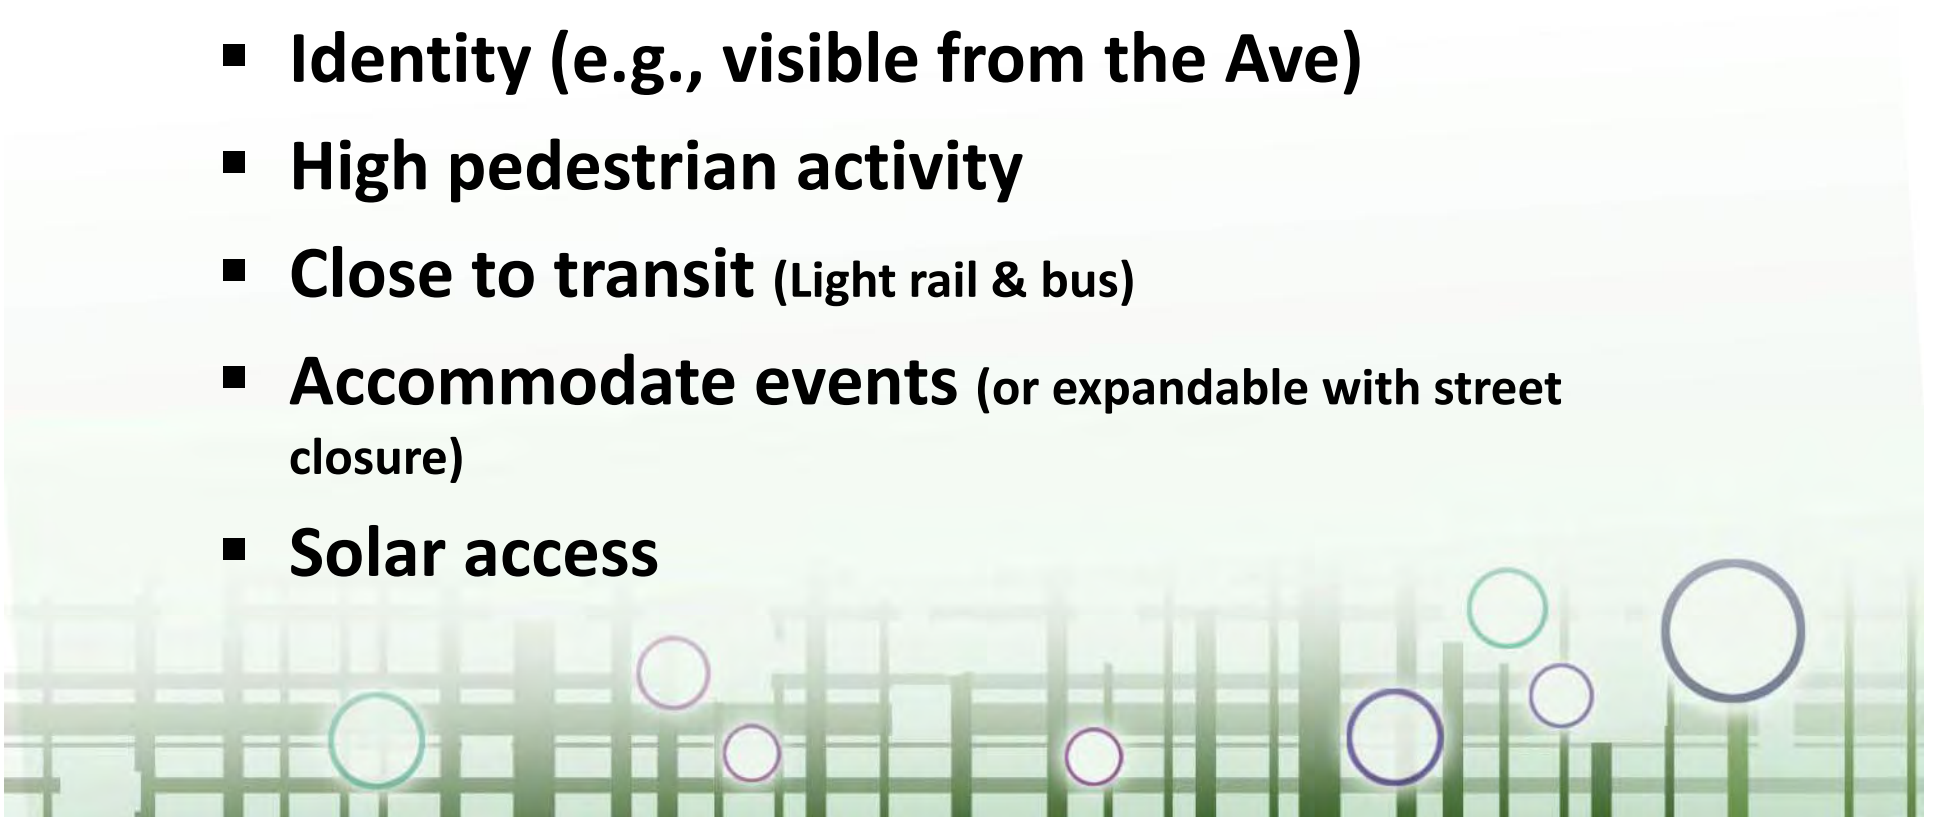 ▪ Identity (e.g., visible from the Ave)
▪ High pedestrian activity
▪ Close to transit (Light rail & bus)
▪ Accommodate events (or expandable with street
closure)
▪ Solar access